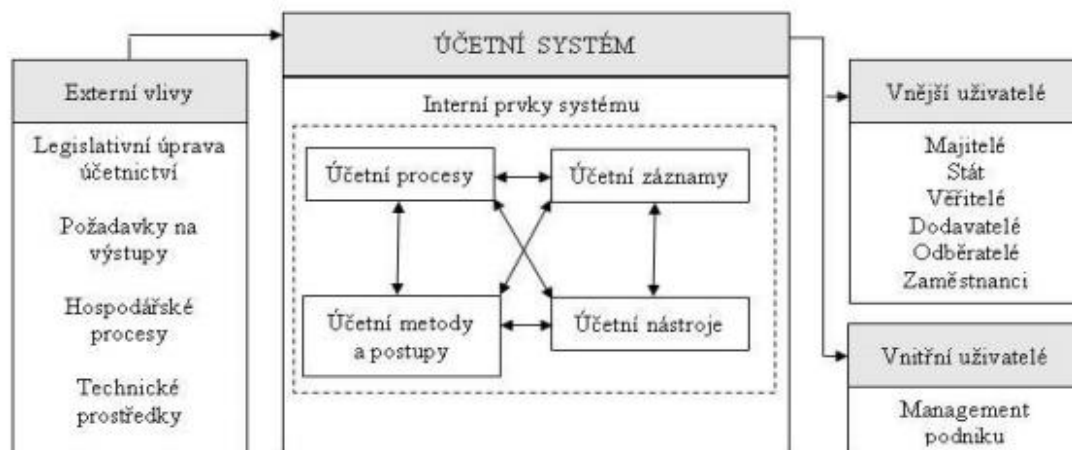 ÚČETNÍ SYSTÉM
Externí vlivy
Legislativní úprava
účetnictví
Požadavky na
výstupy
Hospodářské
procesy
Technické
prostředky
Interní prvky systému
Účetní procesy
Účetní záznamy
Účetní metody
a postupy
Účetní nástroje
Vnější uživatelé
Majitelé
Stát
Věřitelé
Dodavatelé
Odběratelé
Zaměstnanci
Vnitřní uživatelé
Management
podniku